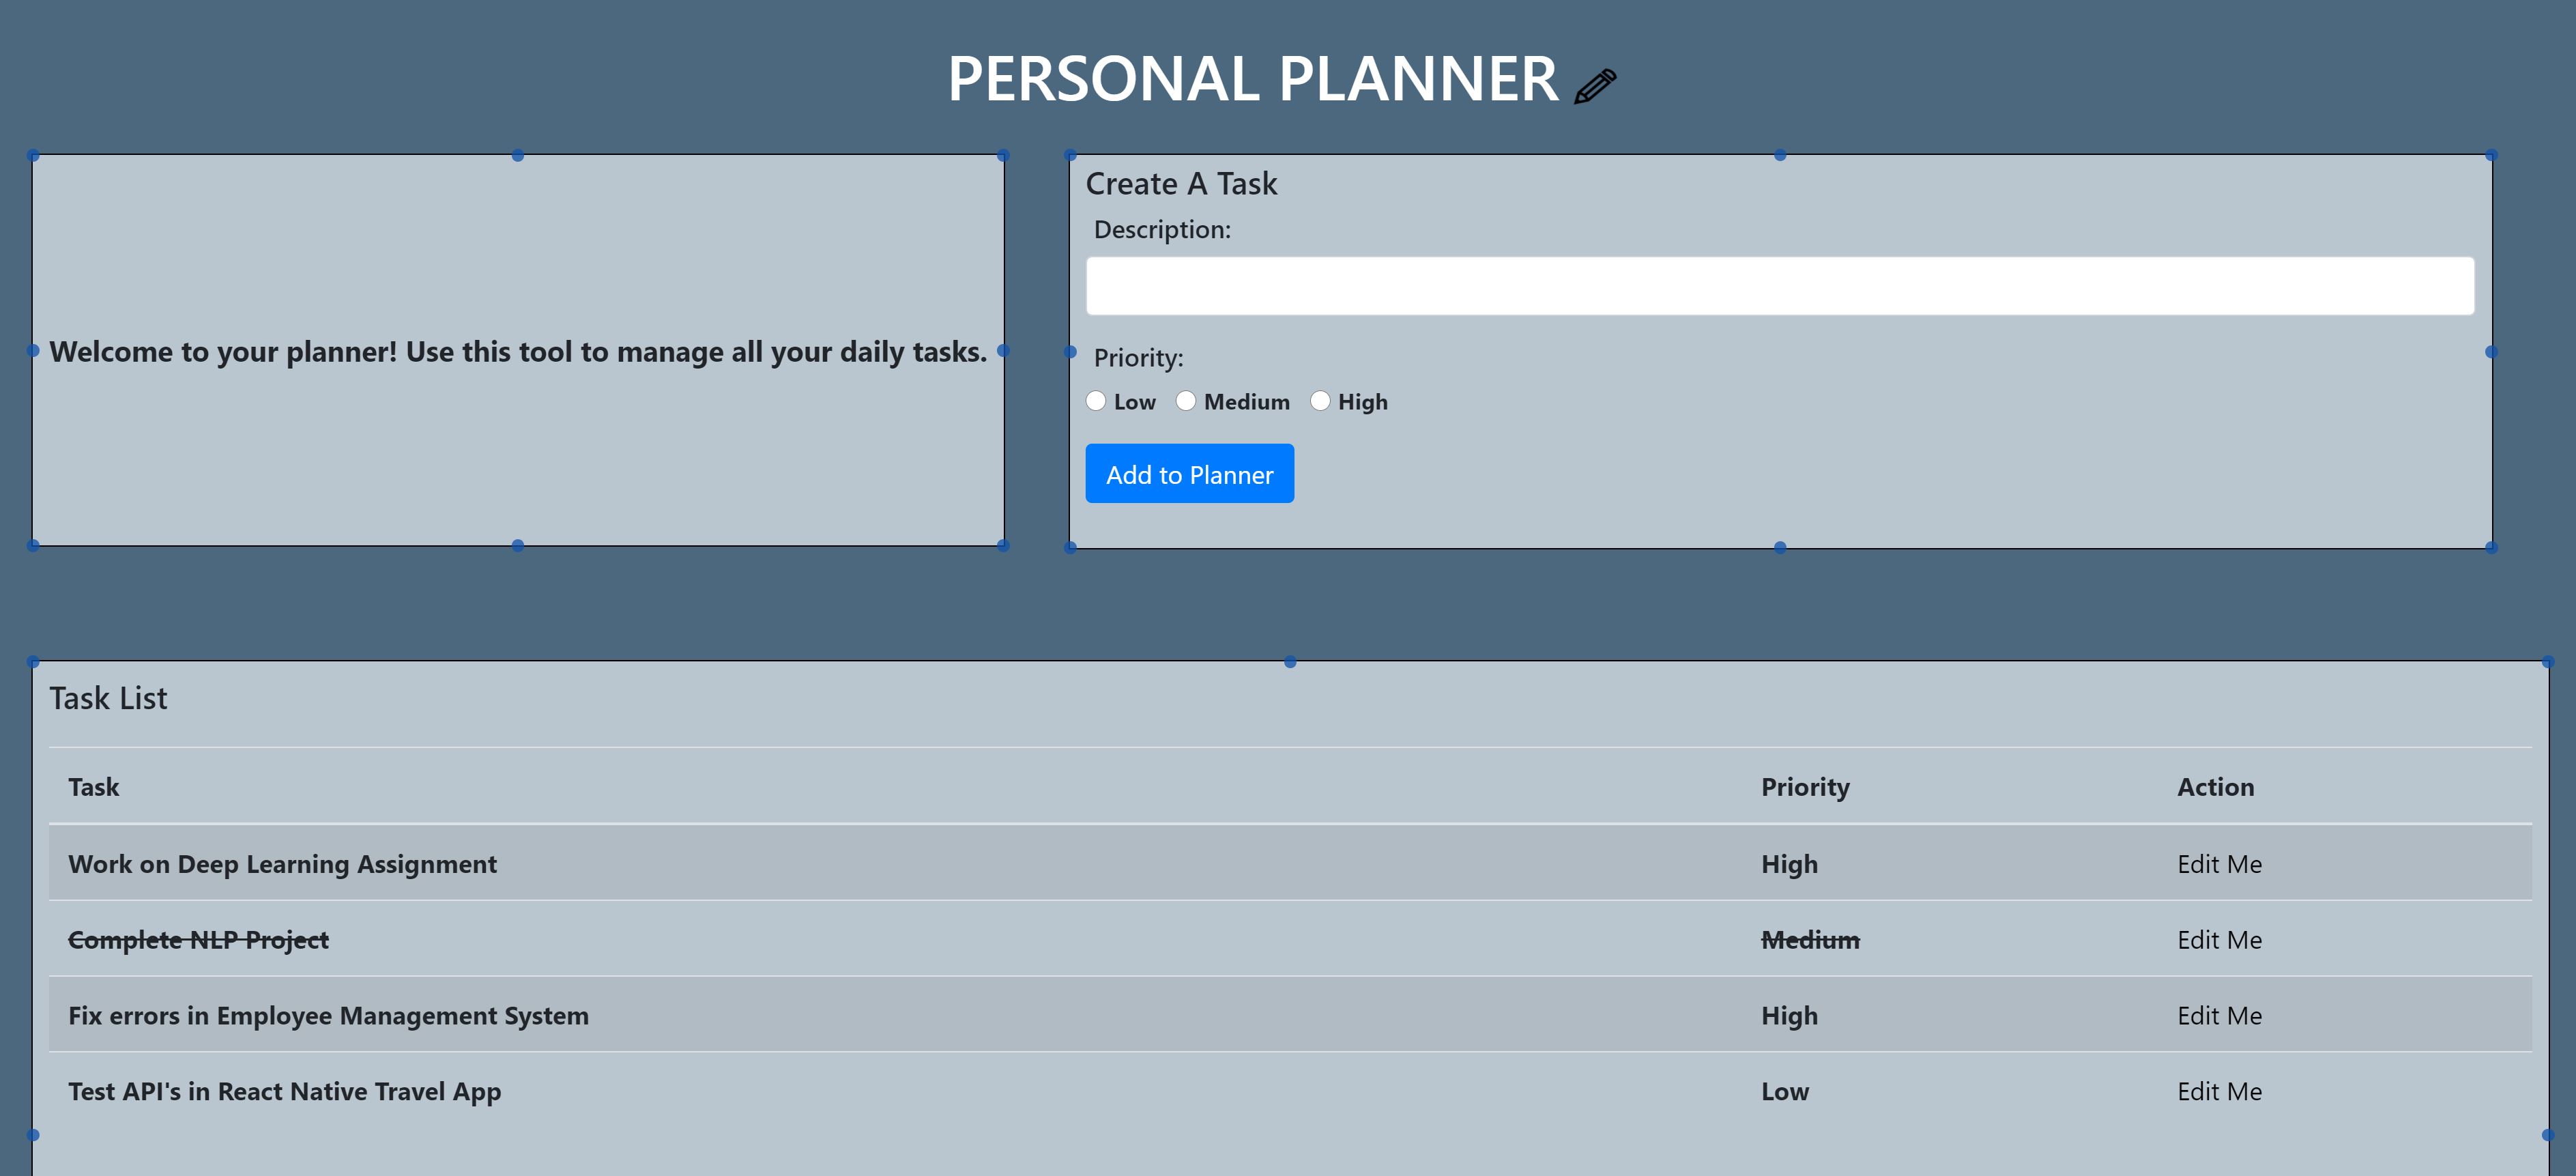 PERSONAL PLANNER
Welcome to your planner! Use this tool to manage all your daily tasks.
Create A Task
Description:
Priority:
Low Medium High
Add to Planner
Task List
Task Priority Action
Work on Deep Learning Assignment High Edit Me
Complete NLP Project Medium Edit Me
Fix errors in Employee Management System High Edit Me
Test API's in React Native Travel App Low Edit Me